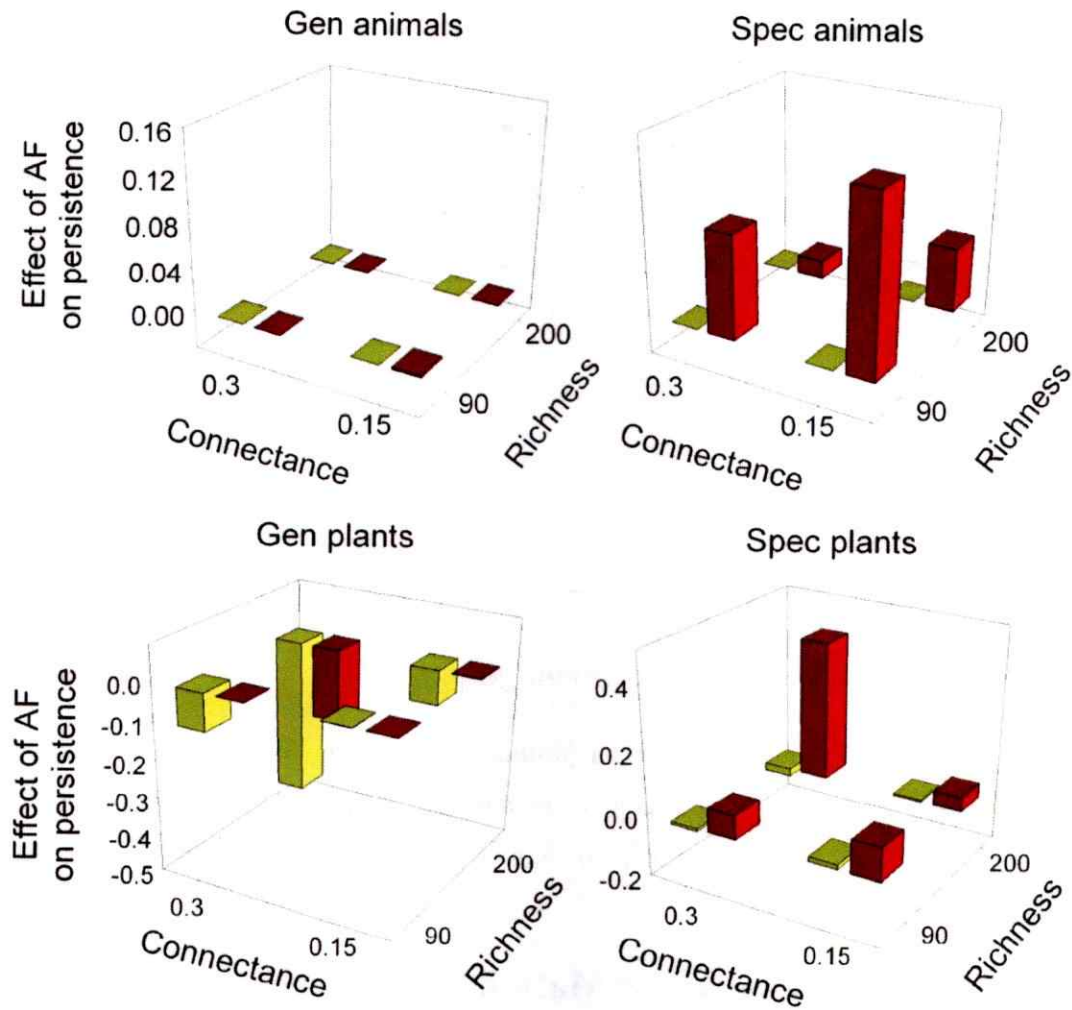 Gen animals
Spec animals
Effect of AF
on persistence
0.16
0.12
0.08
0.04
0.00
0.3
0.15
Connectance
90
200
Richness
0.3
0.15
Connectance
90
200
Richness
Gen plants
Spec plants
Effect of AF
on persistence
0.0
-0.1
-0.2
-0.3
-0.4
-0.5
0.3
0.15
Connectance
90
200
Richness
0.4
0.2
0.0
-0.2
0.3
0.15
Connectance
90
200
Richness